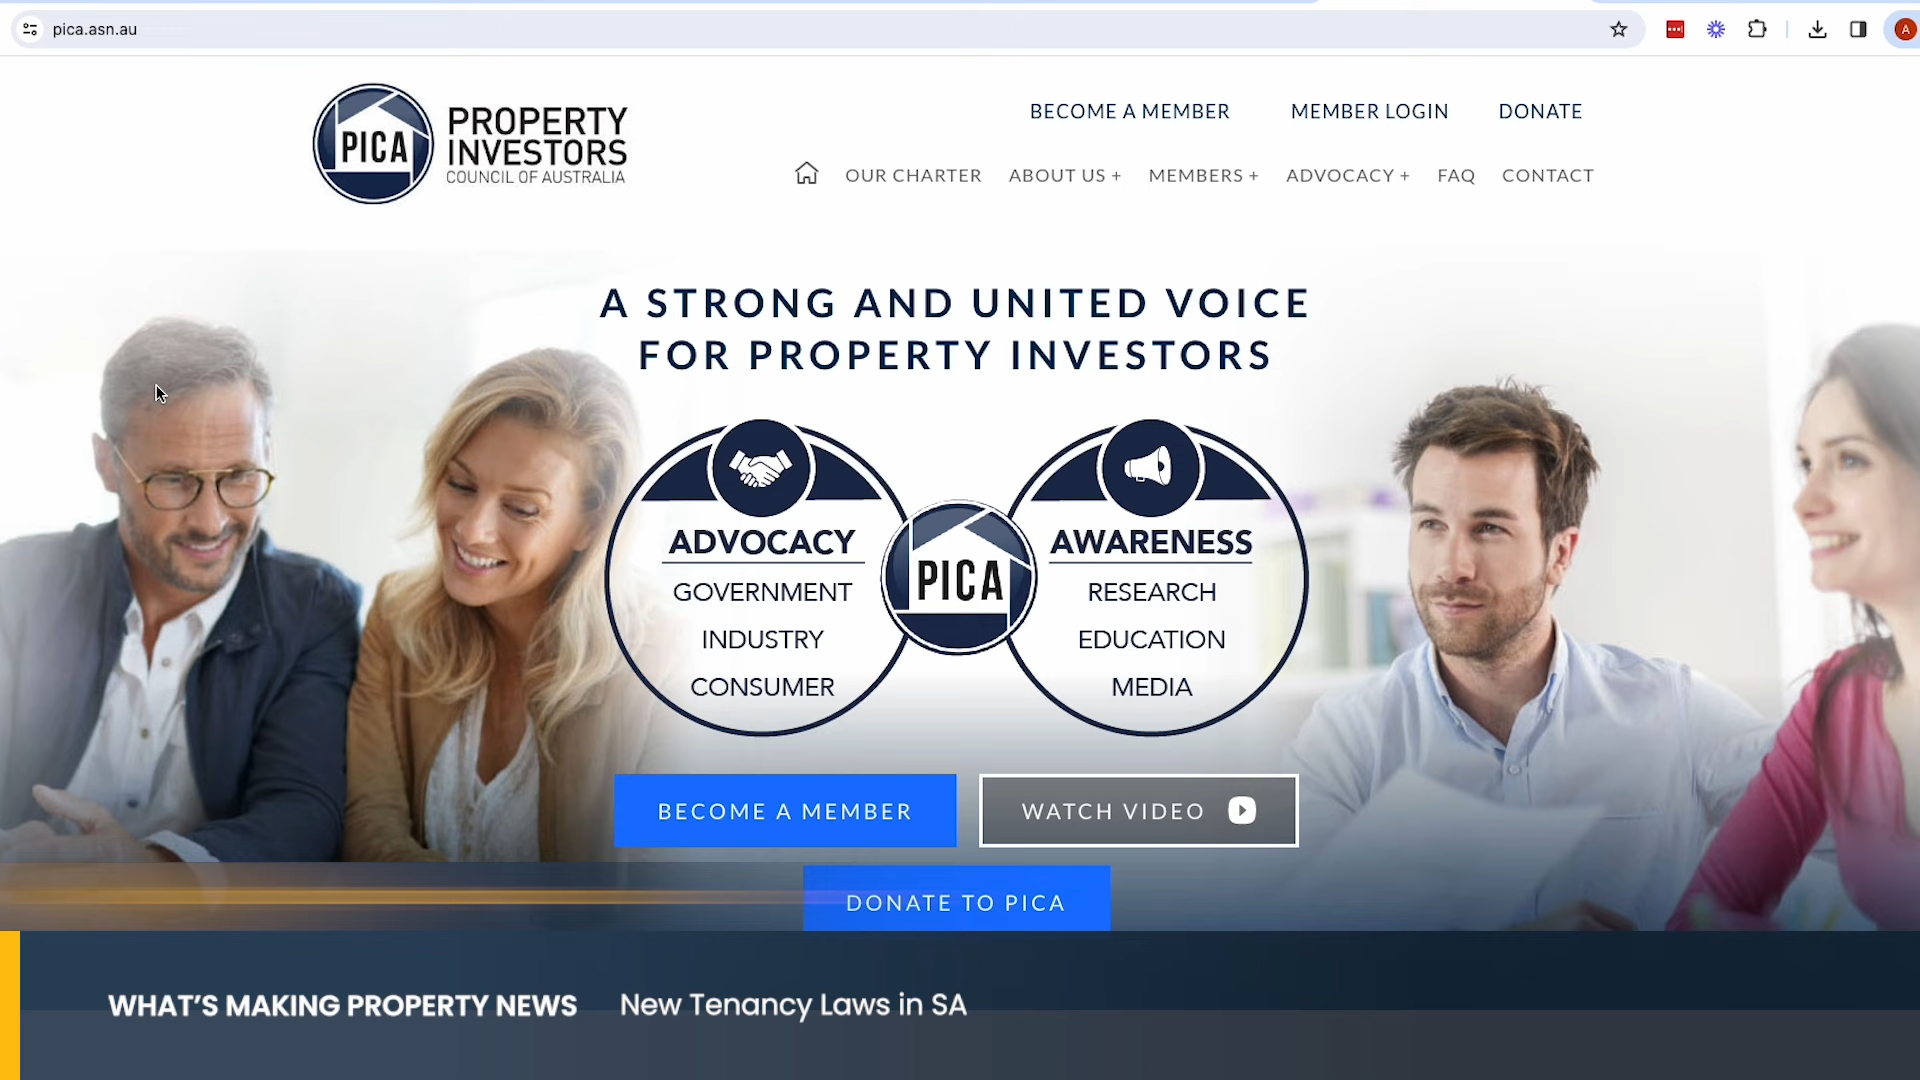 pica.asn.au
A
PICA
PROPERTY
INVESTORS
COUNCIL OF AUSTRALIA
BECOME A MEMBER
MEMBER LOGIN
DONATE
OUR CHARTER
ABOUT US +
MEMBERS +
ADVOCACY +
FAQ
CONTACT
A STRONG AND UNITED VOICE
FOR PROPERTY INVESTORS
ADVOCACY
GOVERNMENT
INDUSTRY
CONSUMER
PICA
AWARENESS
RESEARCH
EDUCATION
MEDIA
BECOME A MEMBER
WATCH VIDEO
DONATE TO PICA
WHAT'S MAKING PROPERTY NEWS
New Tenancy Laws in SA